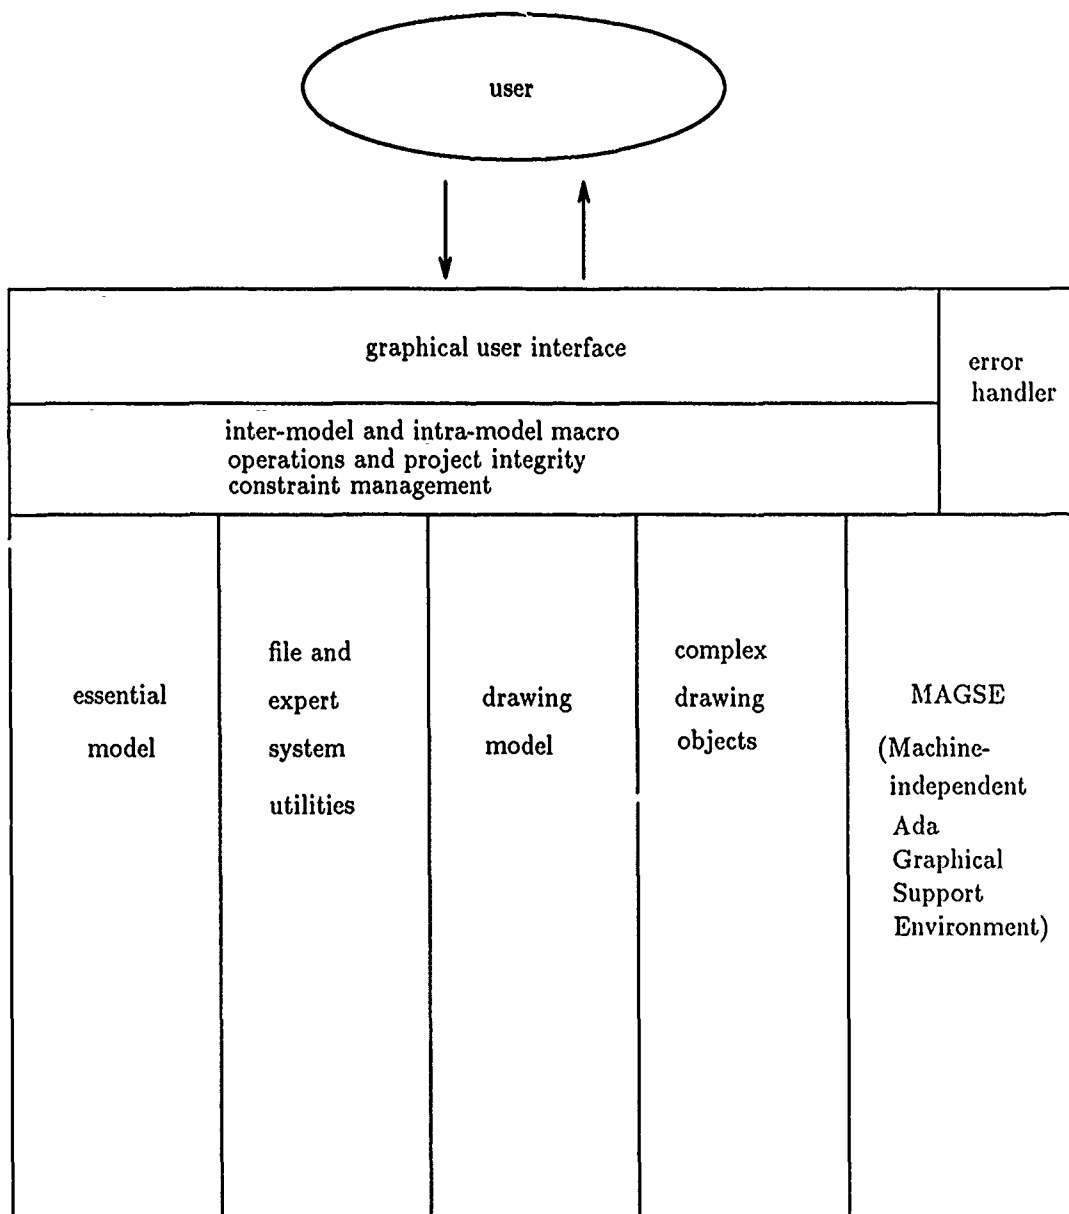 user
graphical user interface
error
handler
inter-model and intra-model macro
operations and project integrity
constraint management
essential
model
file and
expert
system
utilities
drawing
model
complex
drawing
objects
MAGSE
(Machine-
independent
Ada
Graphical
Support
Environment)